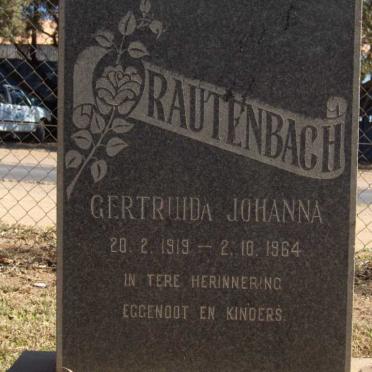 RAUTENBACH
GERTRUIDA JOHANNA
20.2.1919 — 2.10.1964
IN TERE HERINNERING
EGGENOOT EN KINDERS.